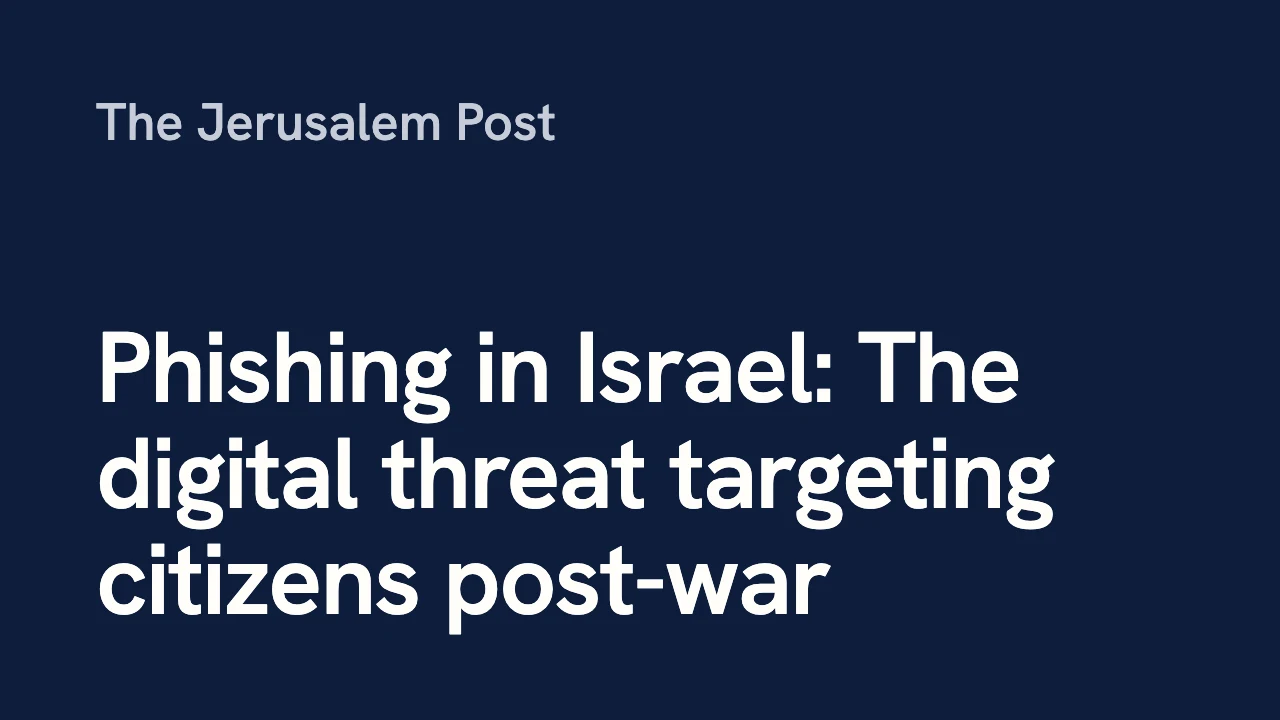 The Jerusalem Post
Phishing in Israel: The
digital threat targeting
citizens post-war